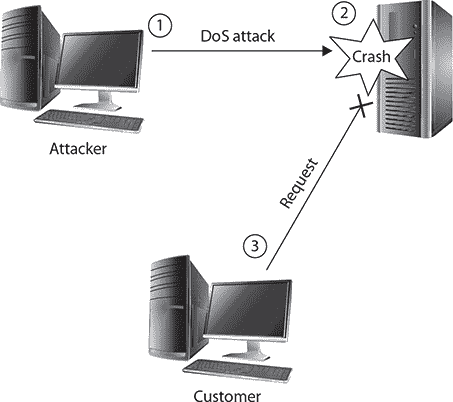 1
DoS attack
2
Crash
Attacker
Request
3
Customer